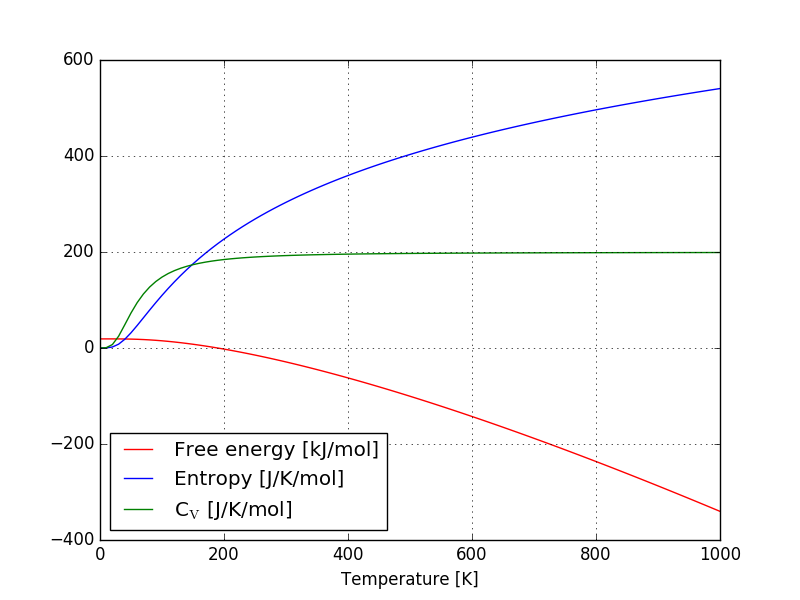 600
400
200
0
−200
−400
Free energy [kJ/mol]
Entropy [J/K/mol]
C_V [J/K/mol]
0 200 400 600 800 1000
Temperature [K]